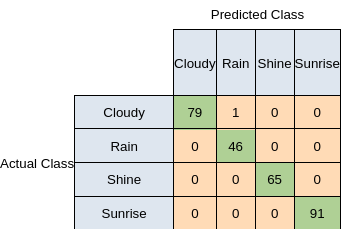 Predicted Class
Cloudy Rain Shine Sunrise
Cloudy 79 1 0 0
Rain 0 46 0 0
Actual Class
Shine 0 0 65 0
Sunrise 0 0 0 91